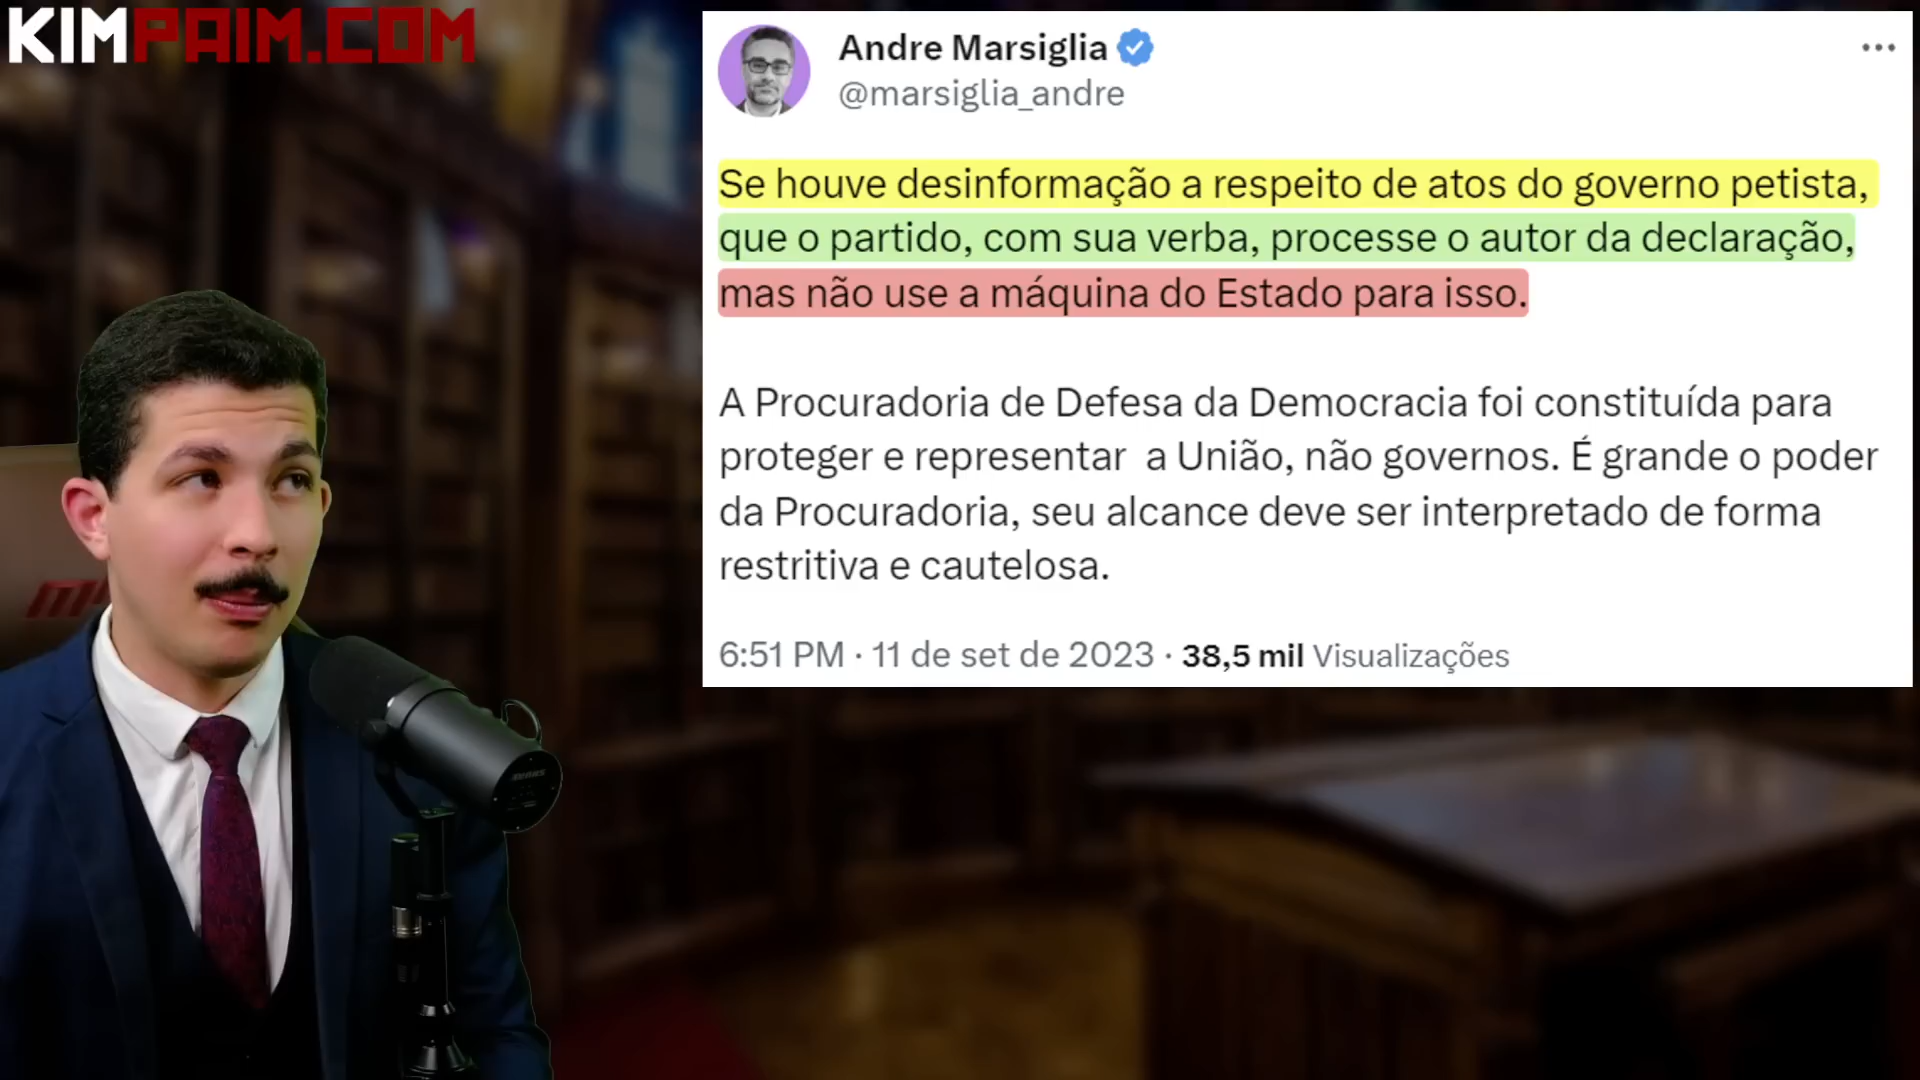 KIMPAIM.COM
Andre Marsiglia
@marsiglia_andre
Se houve desinformação a respeito de atos do governo petista,
que o partido, com sua verba, processe o autor da declaração,
mas não use a máquina do Estado para isso.
A Procuradoria de Defesa da Democracia foi constituída para
proteger e representar a União, não governos. É grande o poder
da Procuradoria, seu alcance deve ser interpretado de forma
restritiva e cautelosa.
6:51 PM · 11 de set de 2023 · 38,5 mil Visualizações